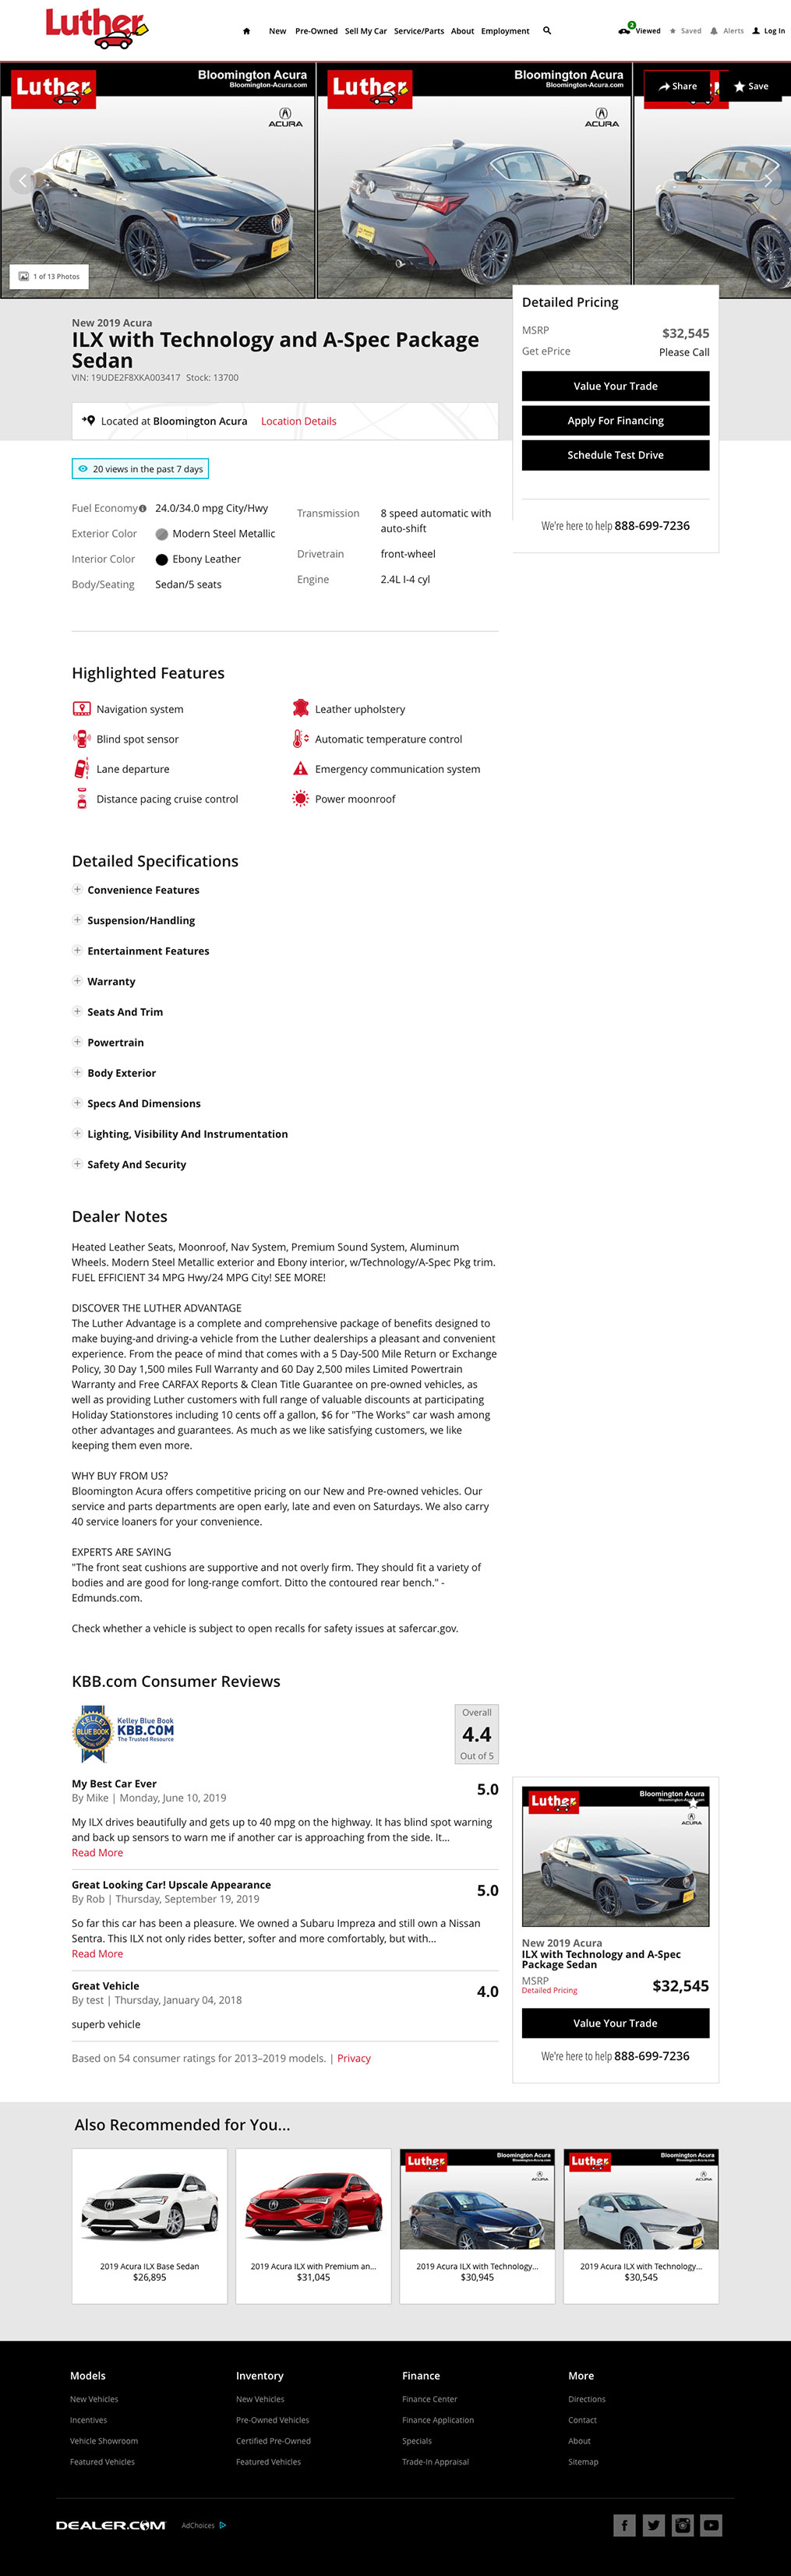 Luther
New Pre-Owned Sell My Car Service/Parts About Employment
2 Viewed Saved Alerts Log In
Luther
Bloomington Acura
Bloomington-Acura.com
ACURA
Luther
Bloomington Acura
Bloomington-Acura.com
ACURA
Share
Save
1 of 13 Photos
New 2019 Acura
ILX with Technology and A-Spec Package
Sedan
VIN: 19UDE2F8XKA003417 Stock: 13700
Located at Bloomington Acura Location Details
Detailed Pricing
MSRP $32,545
Get ePrice Please Call
Value Your Trade
Apply For Financing
Schedule Test Drive
We're here to help 888-699-7236
20 views in the past 7 days
Fuel Economy 24.0/34.0 mpg City/Hwy
Exterior Color Modern Steel Metallic
Interior Color Ebony Leather
Body/Seating Sedan/5 seats
Transmission 8 speed automatic with
auto-shift
Drivetrain front-wheel
Engine 2.4L I-4 cyl
Highlighted Features
Navigation system Leather upholstery
Blind spot sensor Automatic temperature control
Lane departure Emergency communication system
Distance pacing cruise control Power moonroof
Detailed Specifications
Convenience Features
Suspension/Handling
Entertainment Features
Warranty
Seats And Trim
Powertrain
Body Exterior
Specs And Dimensions
Lighting, Visibility And Instrumentation
Safety And Security
Dealer Notes
Heated Leather Seats, Moonroof, Nav System, Premium Sound System, Aluminum
Wheels. Modern Steel Metallic exterior and Ebony interior, w/Technology/A-Spec Pkg trim.
FUEL EFFICIENT 34 MPG Hwy/24 MPG City! SEE MORE!
DISCOVER THE LUTHER ADVANTAGE
The Luther Advantage is a complete and comprehensive package of benefits designed to
make buying-and driving-a vehicle from the Luther dealerships a pleasant and convenient
experience. From the peace of mind that comes with a 5 Day-500 Mile Return or Exchange
Policy, 30 Day 1,500 miles Full Warranty and 60 Day 2,500 miles Limited Powertrain
Warranty and Free CARFAX Reports & Clean Title Guarantee on pre-owned vehicles, as
well as providing Luther customers with full range of valuable discounts at participating
Holiday Stationstores including 10 cents off a gallon, $6 for "The Works" car wash among
other advantages and guarantees. As much as we like satisfying customers, we like
keeping them even more.
WHY BUY FROM US?
Bloomington Acura offers competitive pricing on our New and Pre-owned vehicles. Our
service and parts departments are open early, late and even on Saturdays. We also carry
40 service loaners for your convenience.
EXPERTS ARE SAYING
"The front seat cushions are supportive and not overly firm. They should fit a variety of
bodies and are good for long-range comfort. Ditto the contoured rear bench." -
Edmunds.com.
Check whether a vehicle is subject to open recalls for safety issues at safercar.gov.
KBB.com Consumer Reviews
KELLEY
BLUE BOOK
Kelley Blue Book
KBB.COM
The Trusted Resource
Overall
4.4
Out of 5
My Best Car Ever 5.0
By Mike | Monday, June 10, 2019
My ILX drives beautifully and gets up to 40 mpg on the highway. It has blind spot warning
and back up sensors to warn me if another car is approaching from the side. It...
Read More
Great Looking Car! Upscale Appearance 5.0
By Rob | Thursday, September 19, 2019
So far this car has been a pleasure. We owned a Subaru Impreza and still own a Nissan
Sentra. This ILX not only rides better, softer and more comfortably, but with...
Read More
Great Vehicle 4.0
By test | Thursday, January 04, 2018
superb vehicle
Based on 54 consumer ratings for 2013–2019 models. | Privacy
Luther
Bloomington Acura
ACURA
New 2019 Acura
ILX with Technology and A-Spec
Package Sedan
MSRP $32,545
Detailed Pricing
Value Your Trade
We're here to help 888-699-7236
Also Recommended for You...
Luther Bloomington Acura
Luther Bloomington Acura
2019 Acura ILX Base Sedan
$26,895
2019 Acura ILX with Premium an...
$31,045
2019 Acura ILX with Technology...
$30,945
2019 Acura ILX with Technology...
$30,545
Models Inventory Finance More
New Vehicles New Vehicles Finance Center Directions
Incentives Pre-Owned Vehicles Finance Application Contact
Vehicle Showroom Certified Pre-Owned Specials About
Featured Vehicles Featured Vehicles Trade-In Appraisal Sitemap
DEALER.COM AdChoices